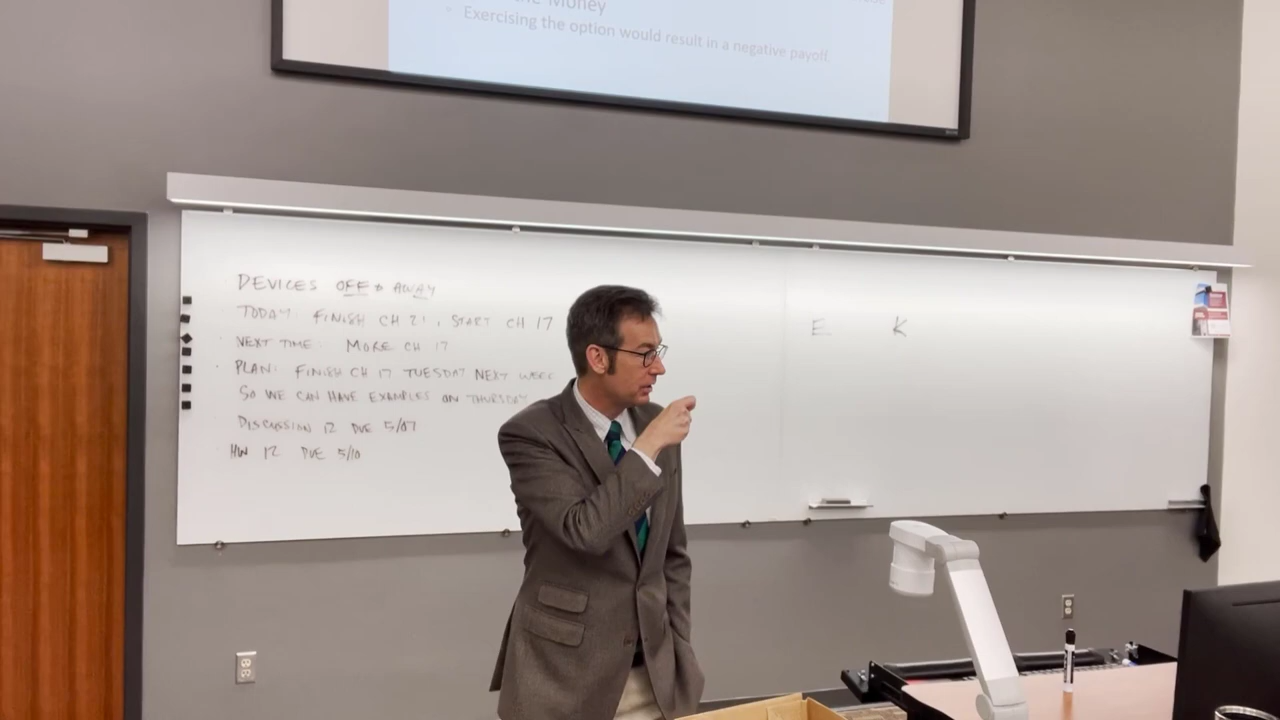 the Money
Exercising the option would result in a negative payoff.
DEVICES OFF & AWAY
TODAY: FINISH CH 21, START CH 17
NEXT TIME: MORE CH 17
PLAN: FINISH CH 17 TUESDAY NEXT WEEK
SO WE CAN HAVE EXAMPLES ON THURSDAY
DISCUSSION 12 DUE 5/07
HW 12 DUE 5/10
E K